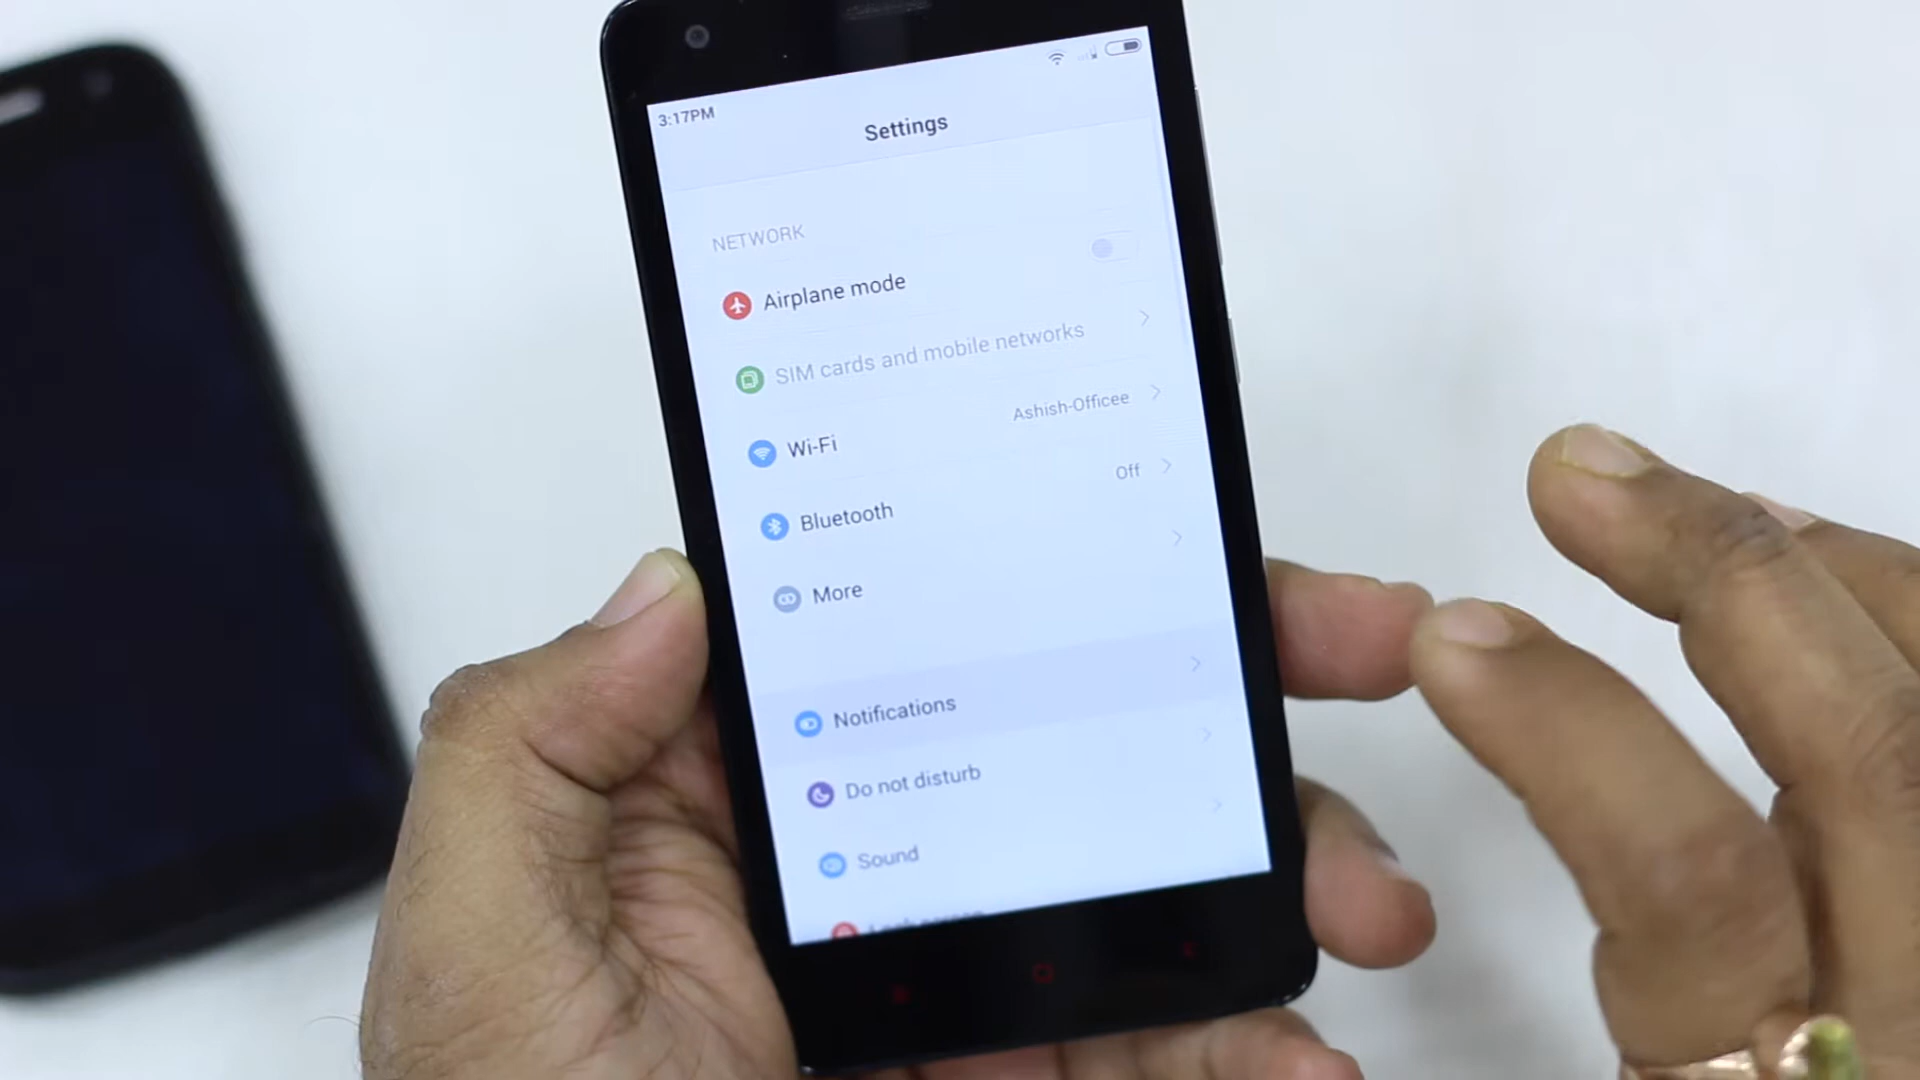 3:17PM
Settings
NETWORK
Airplane mode
SIM cards and mobile networks
Wi-Fi Ashish-Officee
Bluetooth Off
More
Notifications
Do not disturb
Sound